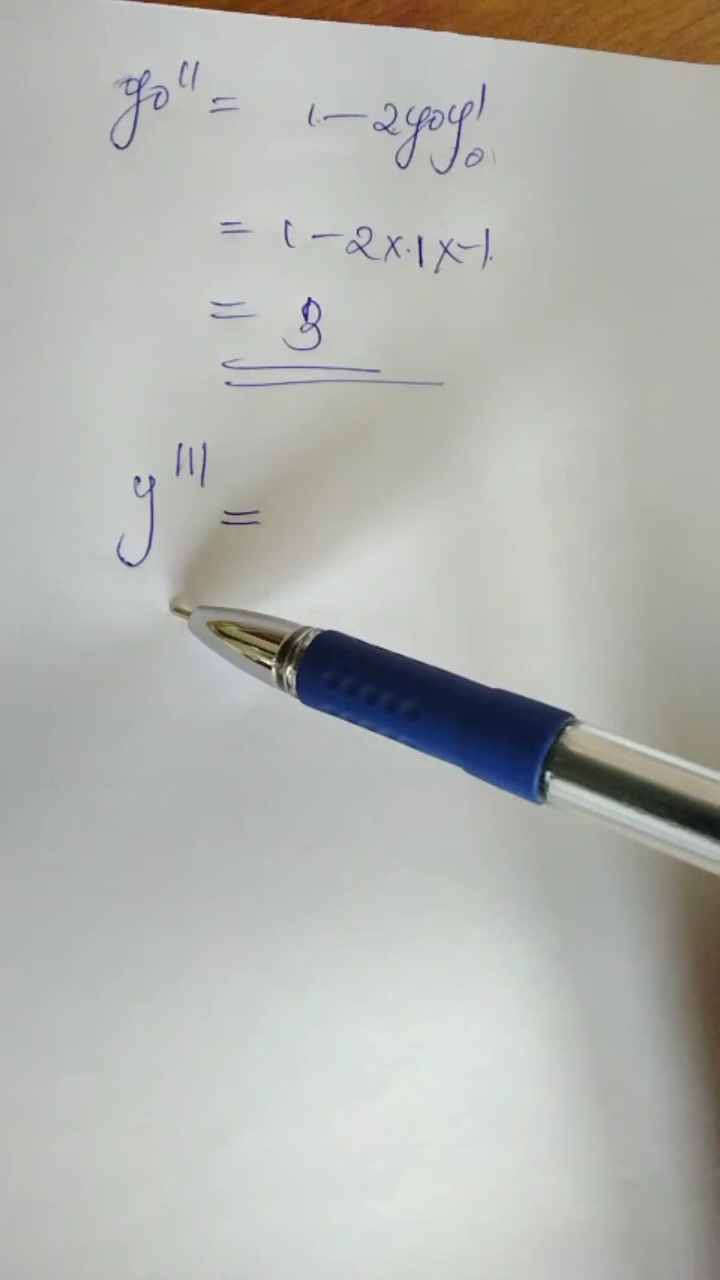 y₀'' = 1 - 2y₀y₀'
= 1 - 2 × 1 × -1
= 3
y''' =